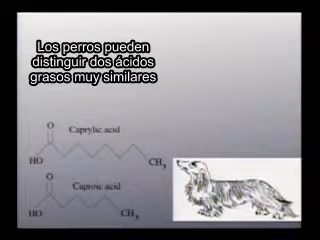 Los perros pueden
distinguir dos ácidos
grasos muy similares
O
Caprylic acid
HO
CH3
O
Caproic acid
HO
CH3